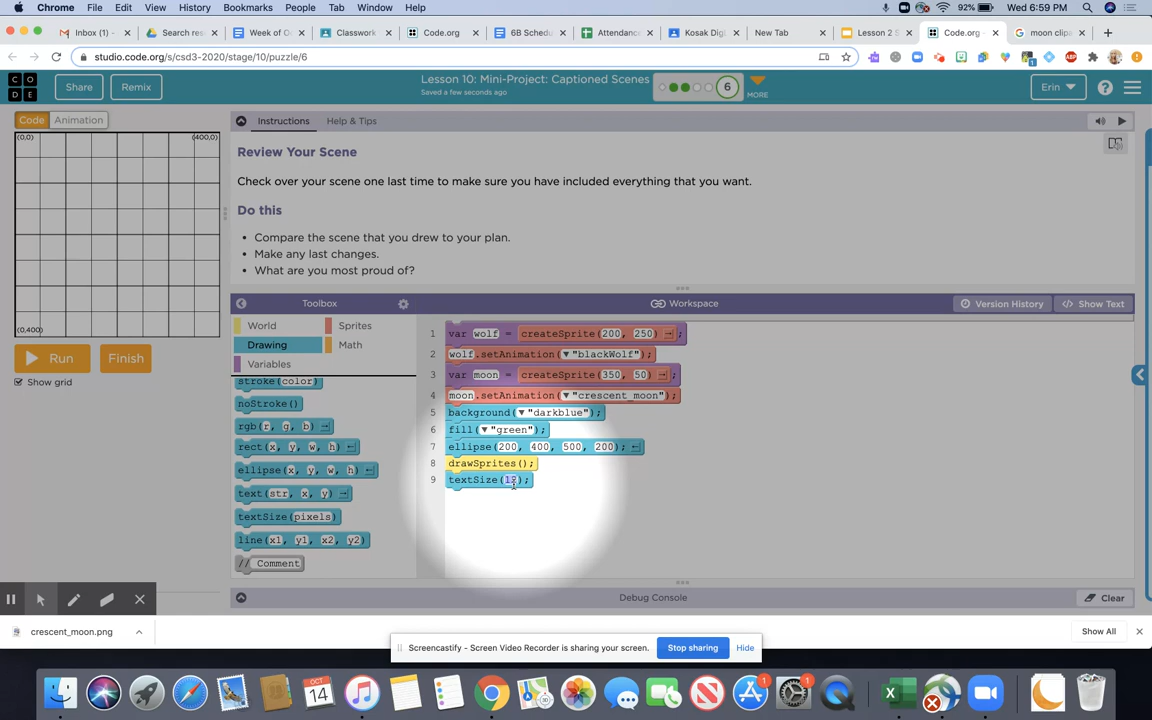 Chrome File Edit View History Bookmarks People Tab Window Help 92% Wed 6:59 PM
Inbox (1) - Search res Week of O Classwork Code.org 6B Schedu Attendanc Kosak Dig New Tab Lesson 2 S Code.org - moon clipa
studio.code.org/s/csd3-2020/stage/10/puzzle/6
CO
DE
Share Remix Lesson 10: Mini-Project: Captioned Scenes 6 MORE Erin ?
Saved a few seconds ago
Code Animation Instructions Help & Tips
(0,0) (400,0)
Review Your Scene
Check over your scene one last time to make sure you have included everything that you want.
Do this
• Compare the scene that you drew to your plan.
• Make any last changes.
• What are you most proud of?
(0,400)
Toolbox Workspace Version History </> Show Text
Run Finish
Show grid
World Sprites
Drawing Math
Variables
stroke(color)
noStroke()
rgb(r, g, b)
rect(x, y, w, h)
ellipse(x, y, w, h)
text(str, x, y)
textSize(pixels)
line(x1, y1, x2, y2)
// Comment
1 var wolf = createSprite(200, 250);
2 wolf.setAnimation("blackWolf");
3 var moon = createSprite(350, 50);
4 moon.setAnimation("crescent_moon");
5 background("darkblue");
6 fill("green");
7 ellipse(200, 400, 500, 200);
8 drawSprites();
9 textSize(12);
Debug Console Clear
crescent_moon.png Show All
Screencastify - Screen Video Recorder is sharing your screen. Stop sharing Hide
OCT
14
1
1